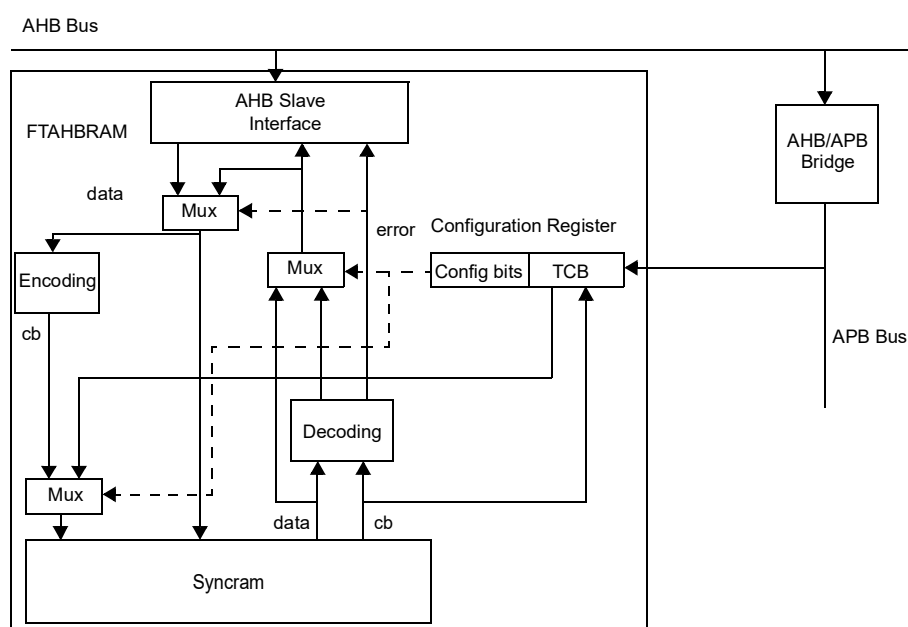 AHB Bus
AHB Slave
Interface
FTAHBRAM
AHB/APB
Bridge
data
Mux
error
Configuration Register
Encoding
Mux
Config bits
TCB
cb
APB Bus
Decoding
Mux
data
cb
Syncram